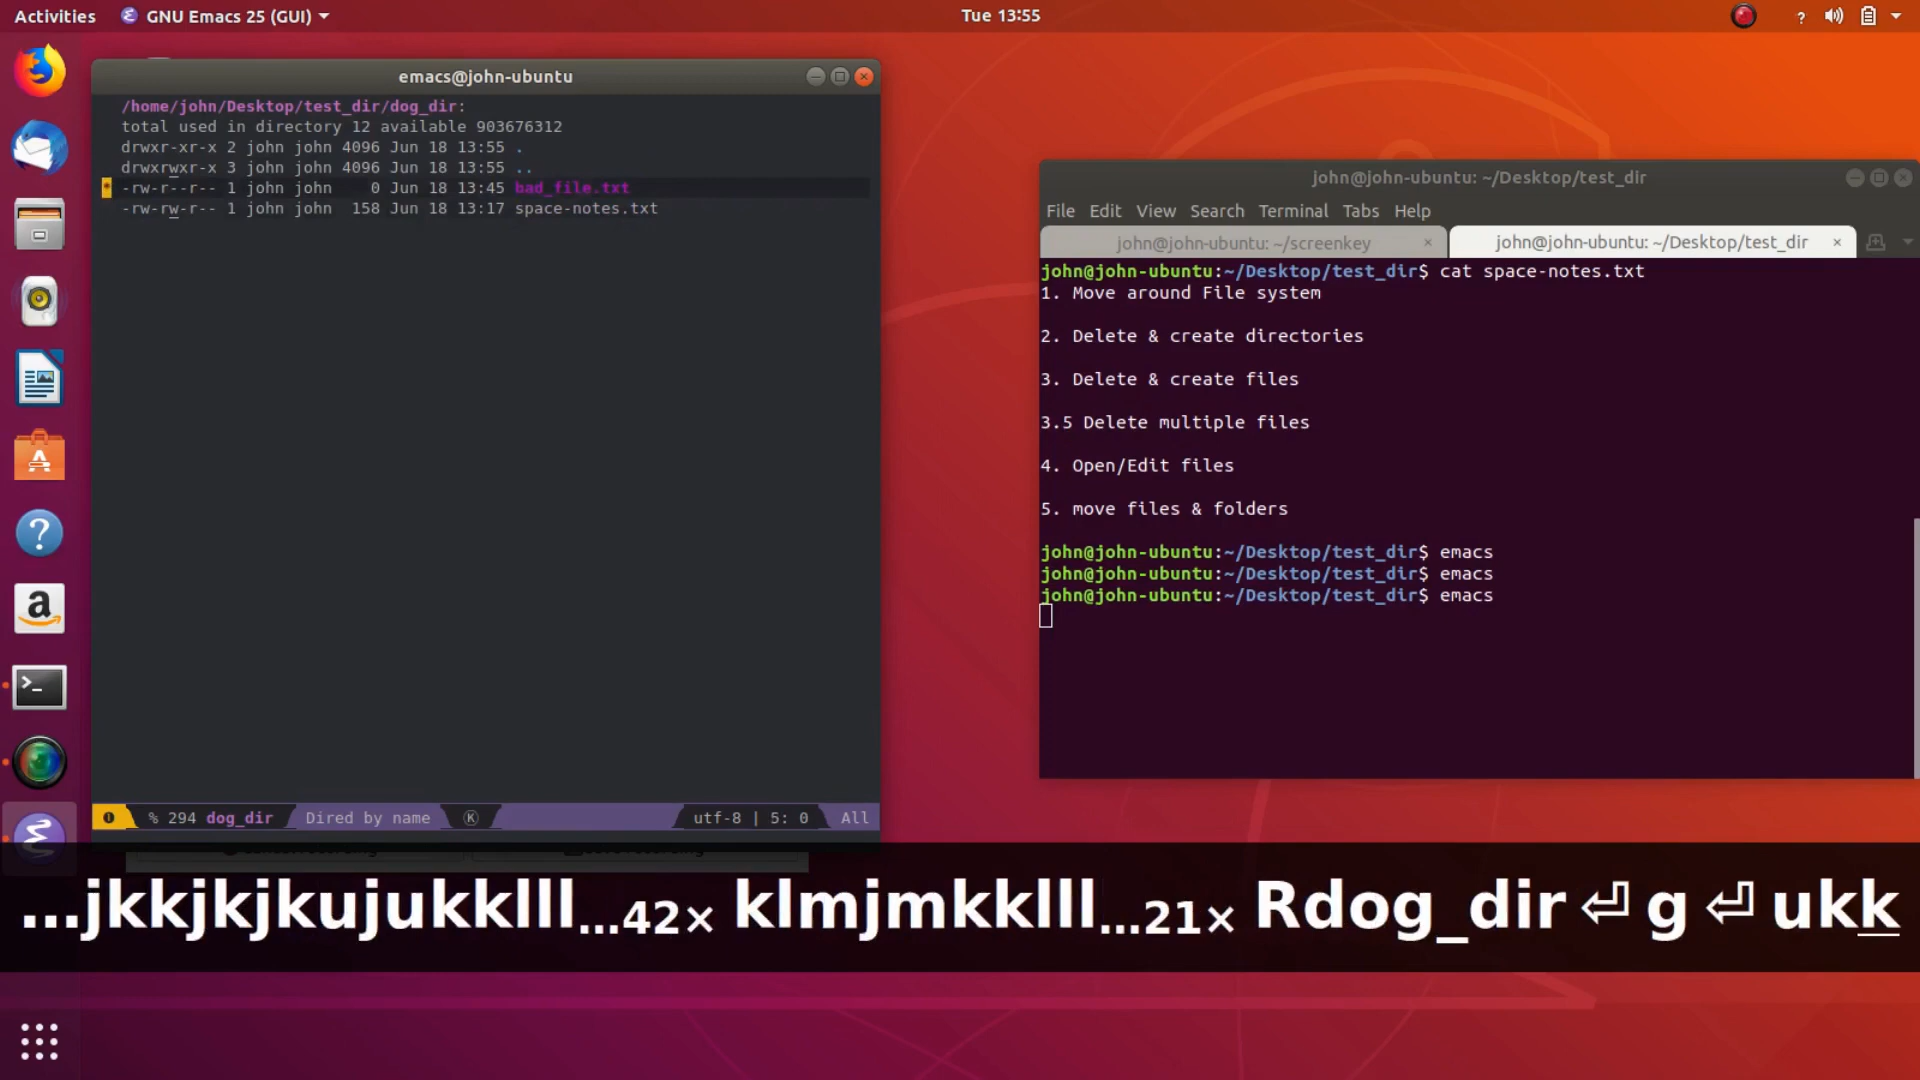 Activities GNU Emacs 25 (GUI) Tue 13:55 ?
emacs@john-ubuntu
/home/john/Desktop/test_dir/dog_dir:
total used in directory 12 available 903676312
drwxr-xr-x 2 john john 4096 Jun 18 13:55 .
drwxrwxr-x 3 john john 4096 Jun 18 13:55 ..
* -rw-r--r-- 1 john john 0 Jun 18 13:45 bad_file.txt
-rw-rw-r-- 1 john john 158 Jun 18 13:17 space-notes.txt
% 294 dog_dir Dired by name Ⓚ utf-8 | 5: 0 All
john@john-ubuntu: ~/Desktop/test_dir
File Edit View Search Terminal Tabs Help
john@john-ubuntu: ~/screenkey × john@john-ubuntu: ~/Desktop/test_dir ×
john@john-ubuntu:~/Desktop/test_dir$ cat space-notes.txt
1. Move around File system
2. Delete & create directories
3. Delete & create files
3.5 Delete multiple files
4. Open/Edit files
5. move files & folders
john@john-ubuntu:~/Desktop/test_dir$ emacs
john@john-ubuntu:~/Desktop/test_dir$ emacs
john@john-ubuntu:~/Desktop/test_dir$ emacs
...jkkjkjkujukklll...42× klmjmkklll...21× Rdog_dir ⏎ g ⏎ ukk